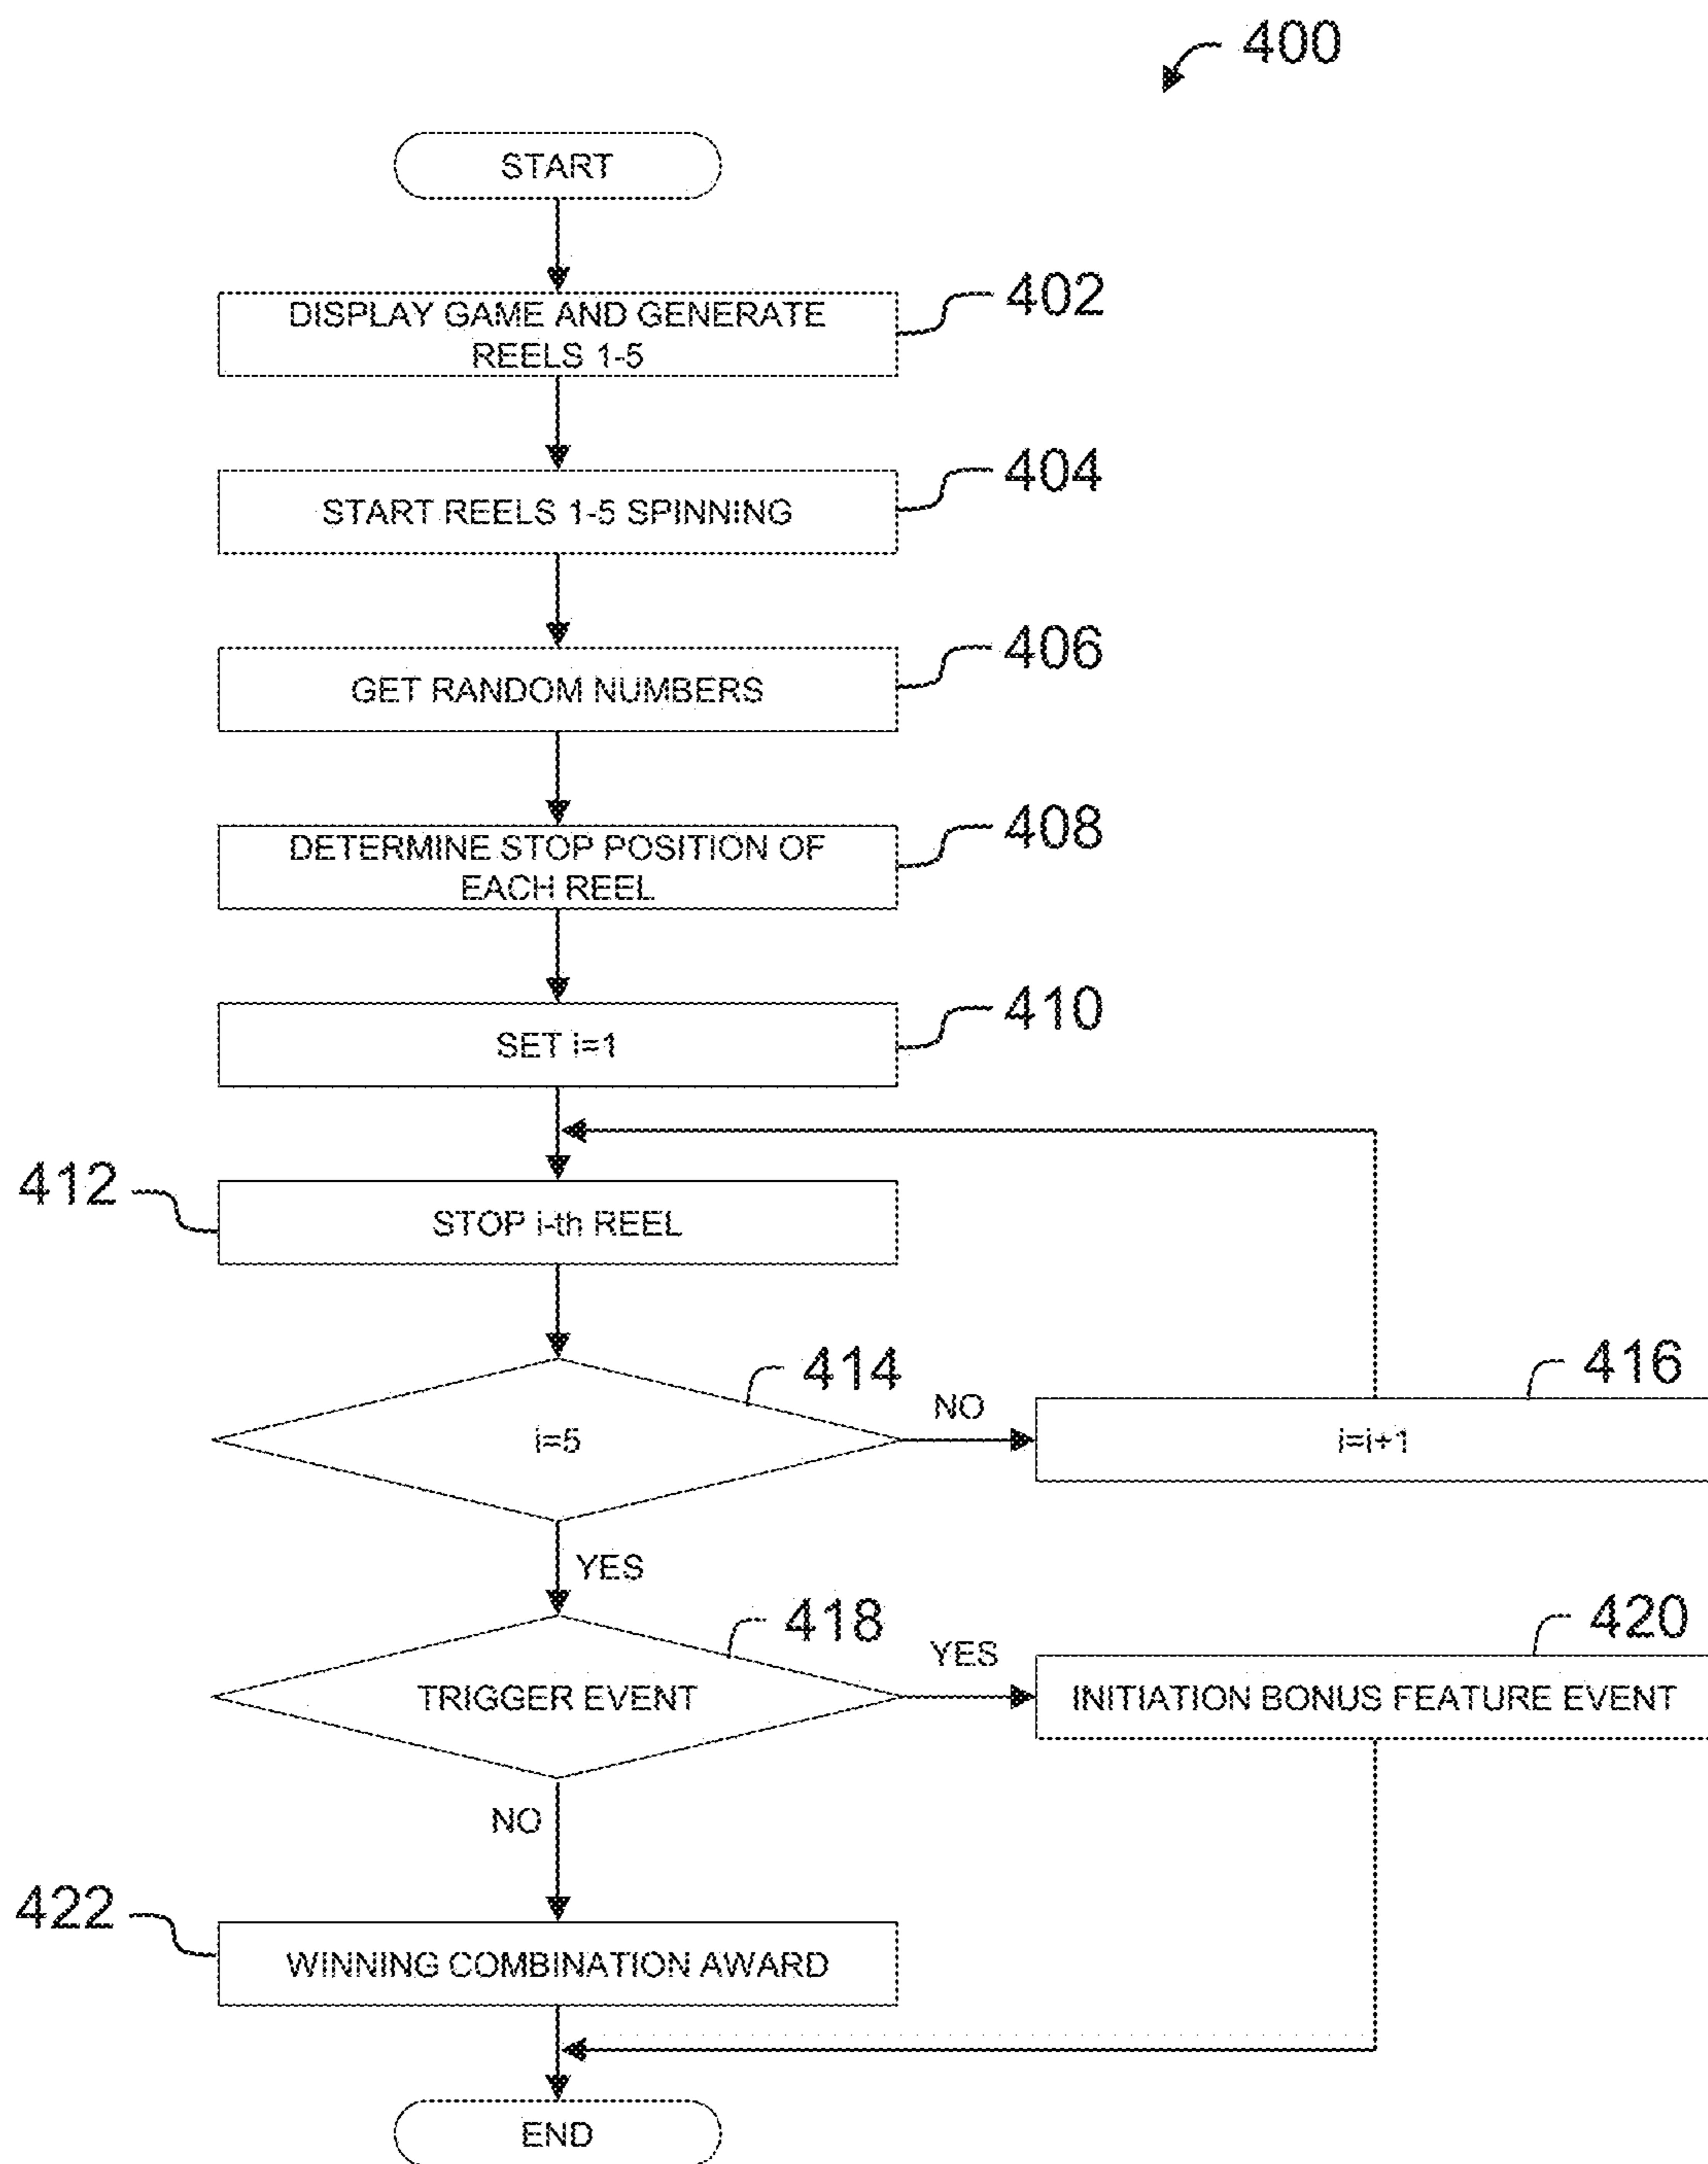 400
START
DISPLAY GAME AND GENERATE
REELS 1-5
402
START REELS 1-5 SPINNING
404
GET RANDOM NUMBERS
406
DETERMINE STOP POSITION OF
EACH REEL
408
SET i=1
410
412
STOP i-th REEL
i=5
414
NO
i=i+1
416
YES
TRIGGER EVENT
418
YES
INITIATION BONUS FEATURE EVENT
420
NO
422
WINNING COMBINATION AWARD
END